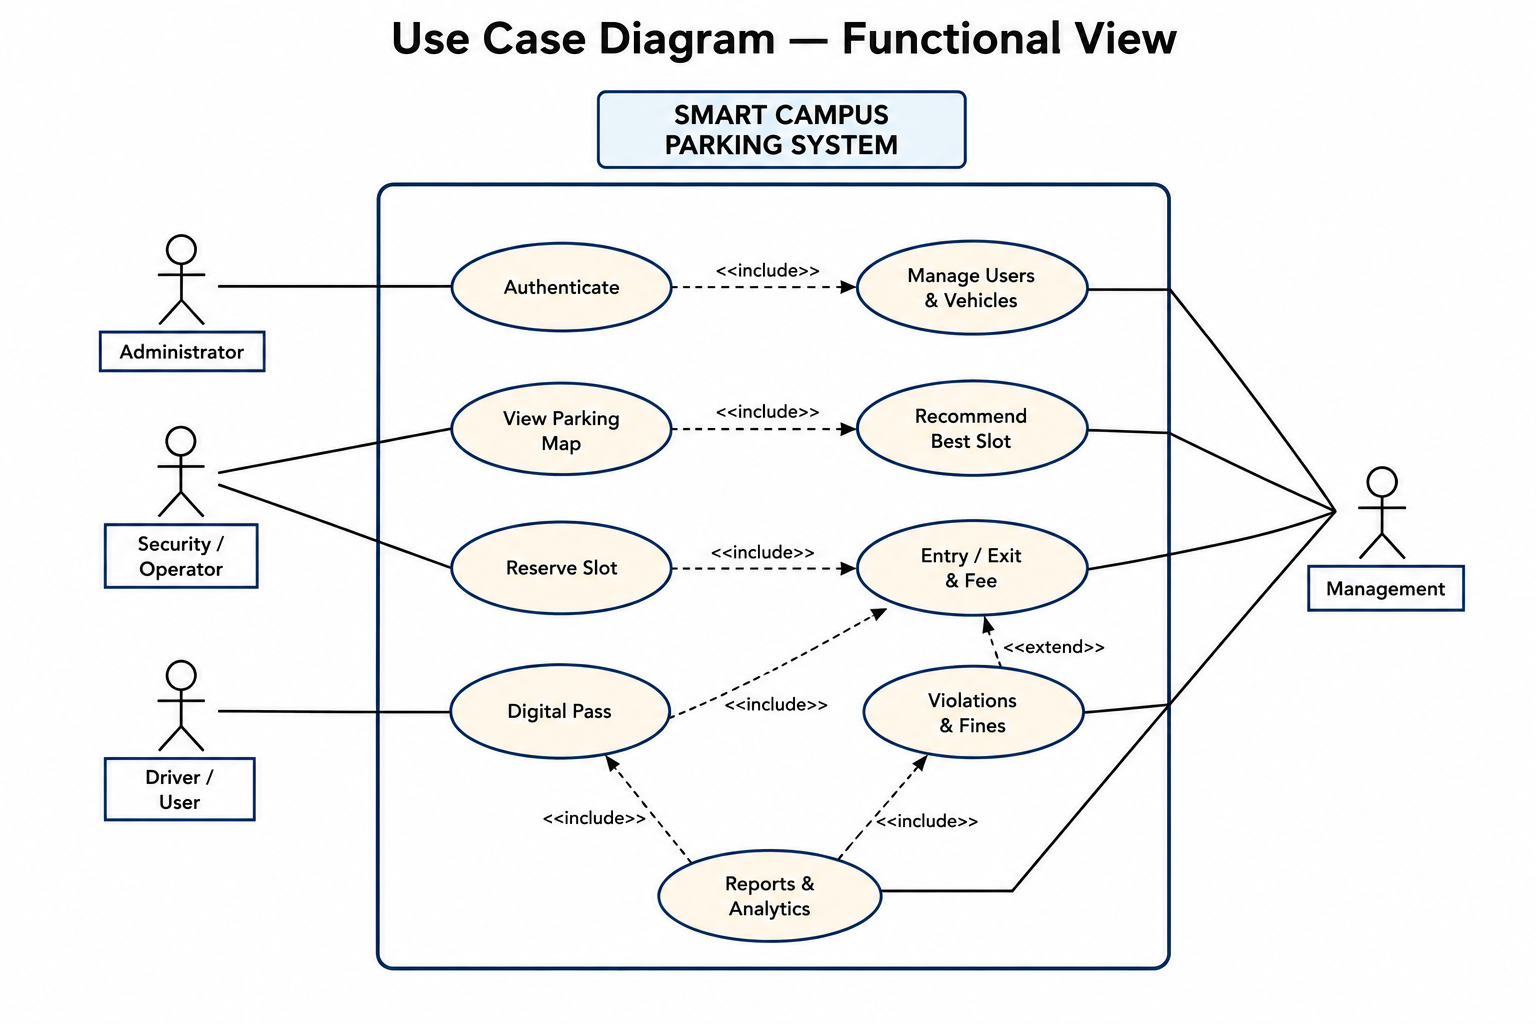 Use Case Diagram — Functional View
SMART CAMPUS
PARKING SYSTEM
Administrator
Authenticate
<<include>>
Manage Users
& Vehicles
Security /
Operator
View Parking
Map
<<include>>
Recommend
Best Slot
Reserve Slot
<<include>>
Entry / Exit
& Fee
Management
<<extend>>
Driver /
User
Digital Pass
<<include>>
Violations
& Fines
<<include>>
<<include>>
Reports &
Analytics